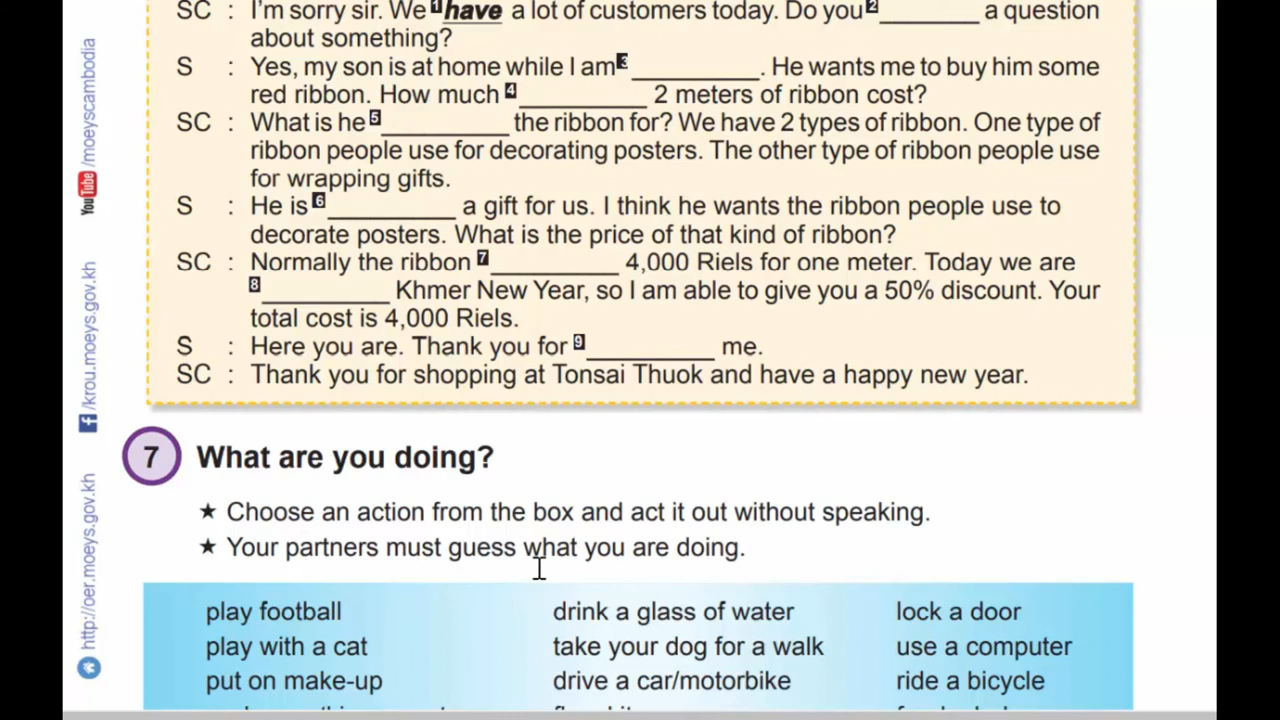 SC : I'm sorry sir. We 1 have a lot of customers today. Do you 2 ________ a question
about something?
S : Yes, my son is at home while I am 3 __________. He wants me to buy him some
red ribbon. How much 4 __________ 2 meters of ribbon cost?
SC : What is he 5 __________ the ribbon for? We have 2 types of ribbon. One type of
ribbon people use for decorating posters. The other type of ribbon people use
for wrapping gifts.
S : He is 6 __________ a gift for us. I think he wants the ribbon people use to
decorate posters. What is the price of that kind of ribbon?
SC : Normally the ribbon 7 __________ 4,000 Riels for one meter. Today we are
8 __________ Khmer New Year, so I am able to give you a 50% discount. Your
total cost is 4,000 Riels.
S : Here you are. Thank you for 9 __________ me.
SC : Thank you for shopping at Tonsai Thuok and have a happy new year.
7 What are you doing?
★ Choose an action from the box and act it out without speaking.
★ Your partners must guess what you are doing.
play football drink a glass of water lock a door
play with a cat take your dog for a walk use a computer
put on make-up drive a car/motorbike ride a bicycle
YouTube /moeyscambodia
f /krou.moeys.gov.kh
http://oer.moeys.gov.kh